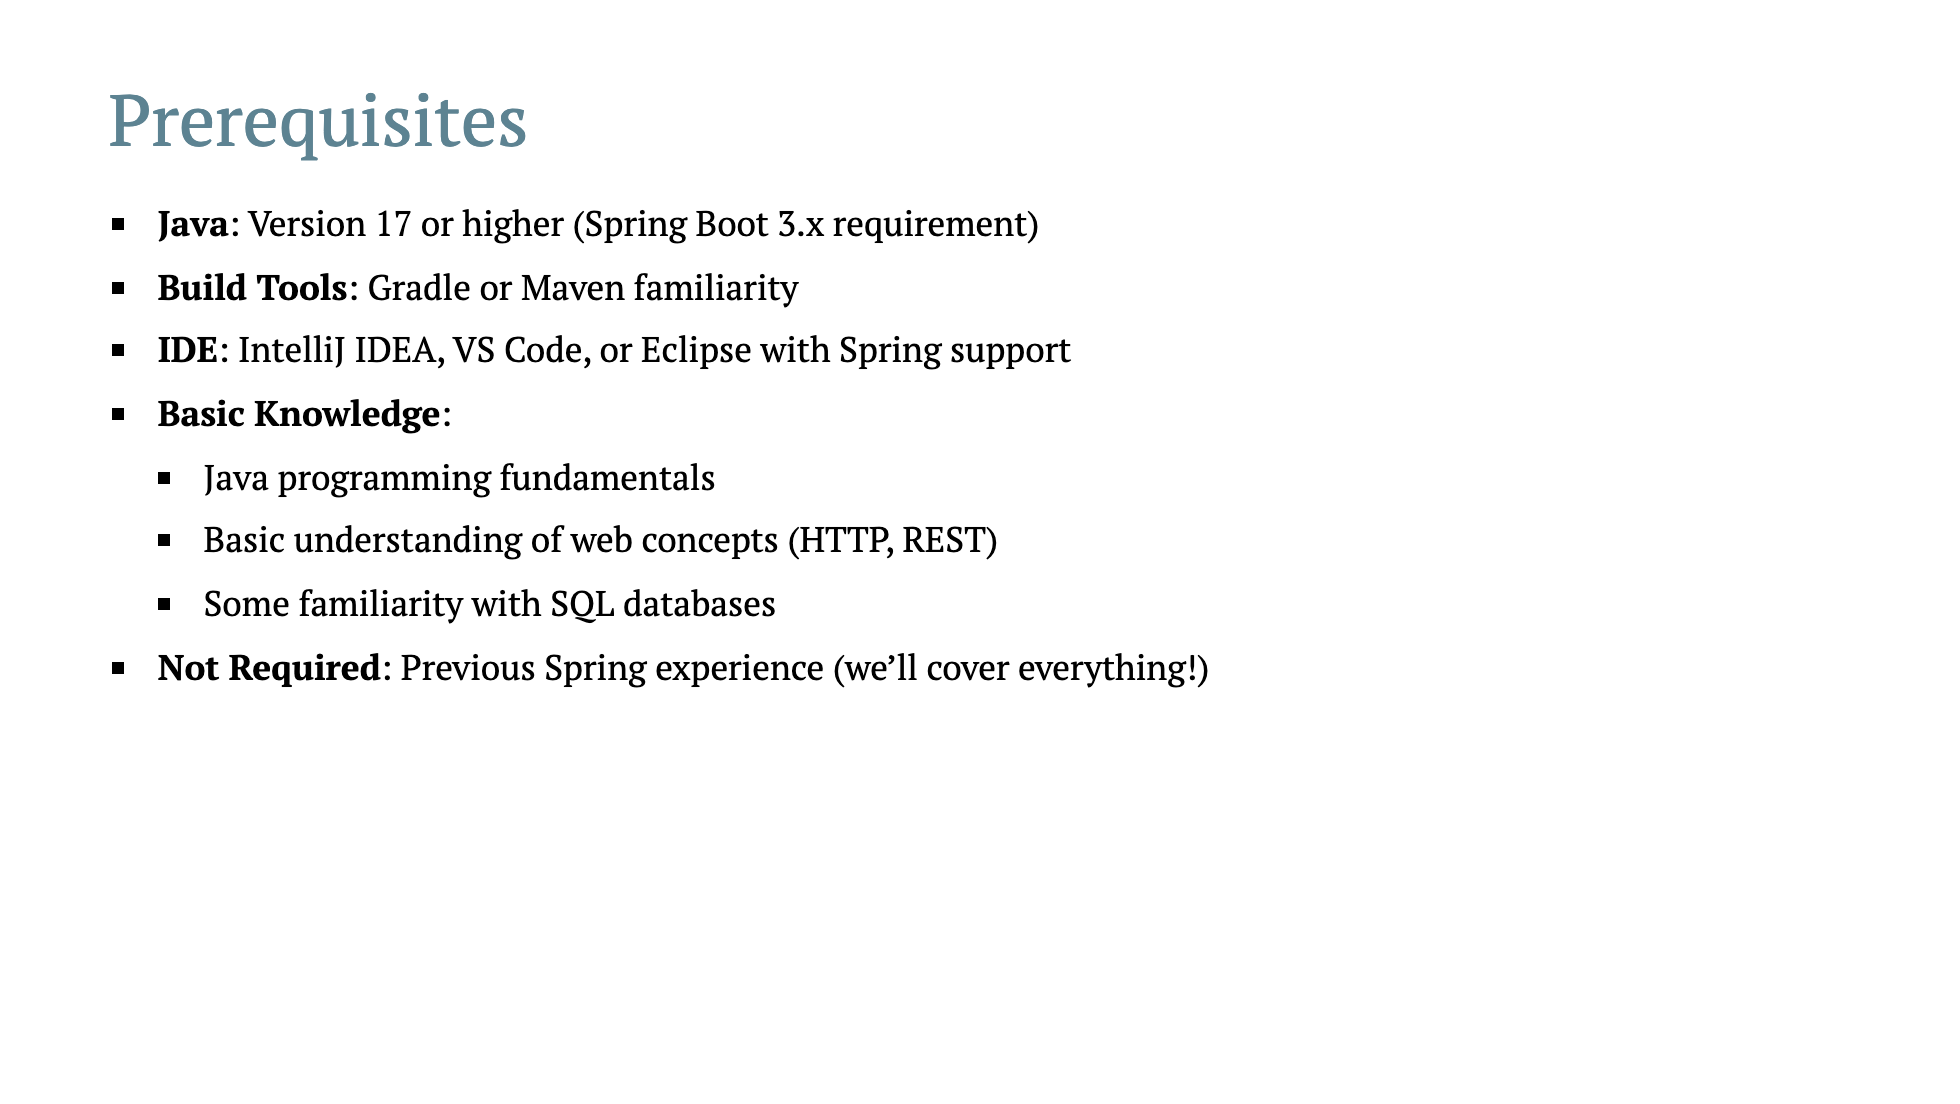 Prerequisites
▪ Java: Version 17 or higher (Spring Boot 3.x requirement)
▪ Build Tools: Gradle or Maven familiarity
▪ IDE: IntelliJ IDEA, VS Code, or Eclipse with Spring support
▪ Basic Knowledge:
▪ Java programming fundamentals
▪ Basic understanding of web concepts (HTTP, REST)
▪ Some familiarity with SQL databases
▪ Not Required: Previous Spring experience (we’ll cover everything!)